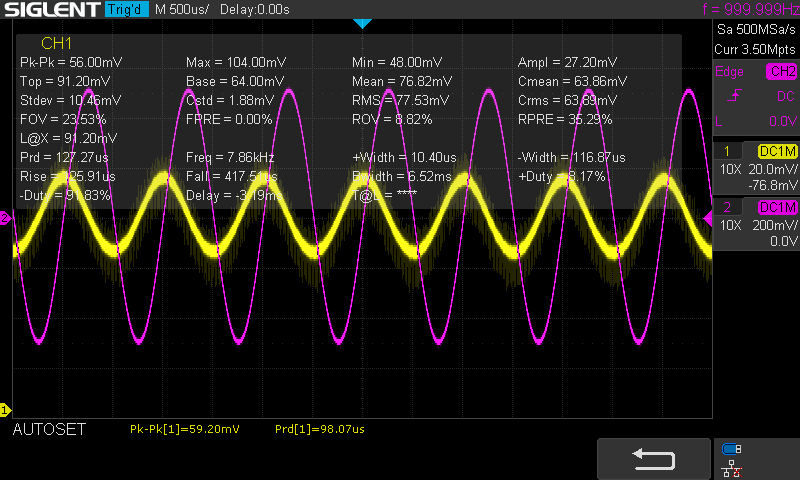 SIGLENT Trig'd M 500us/ Delay:0.00s f = 999.999Hz
Sa 500MSa/s
Curr 3.50Mpts
CH1
Pk-Pk = 56.00mV Max = 104.00mV Min = 48.00mV Ampl = 27.20mV
Top = 91.20mV Base = 64.00mV Mean = 76.82mV Cmean = 63.86mV
Stdev = 10.46mV Cstd = 1.88mV RMS = 77.53mV Crms = 63.89mV
FOV = 23.53% FPRE = 0.00% ROV = 8.82% RPRE = 35.29%
L@X = 91.20mV
Prd = 127.27us Freq = 7.86kHz +Width = 10.40us -Width = 116.87us
Rise = 425.91us Fall = 417.51us Bwidth = 6.52ms +Duty = 8.17%
-Duty = 91.83% Delay = -3.19ms T@L = ****
Edge CH2
DC
L 0.0V
1 DC1M
10X 20.0mV/
-76.8mV
2 DC1M
10X 200mV/
0.0V
2
1
AUTOSET Pk-Pk[1]=59.20mV Prd[1]=98.07us